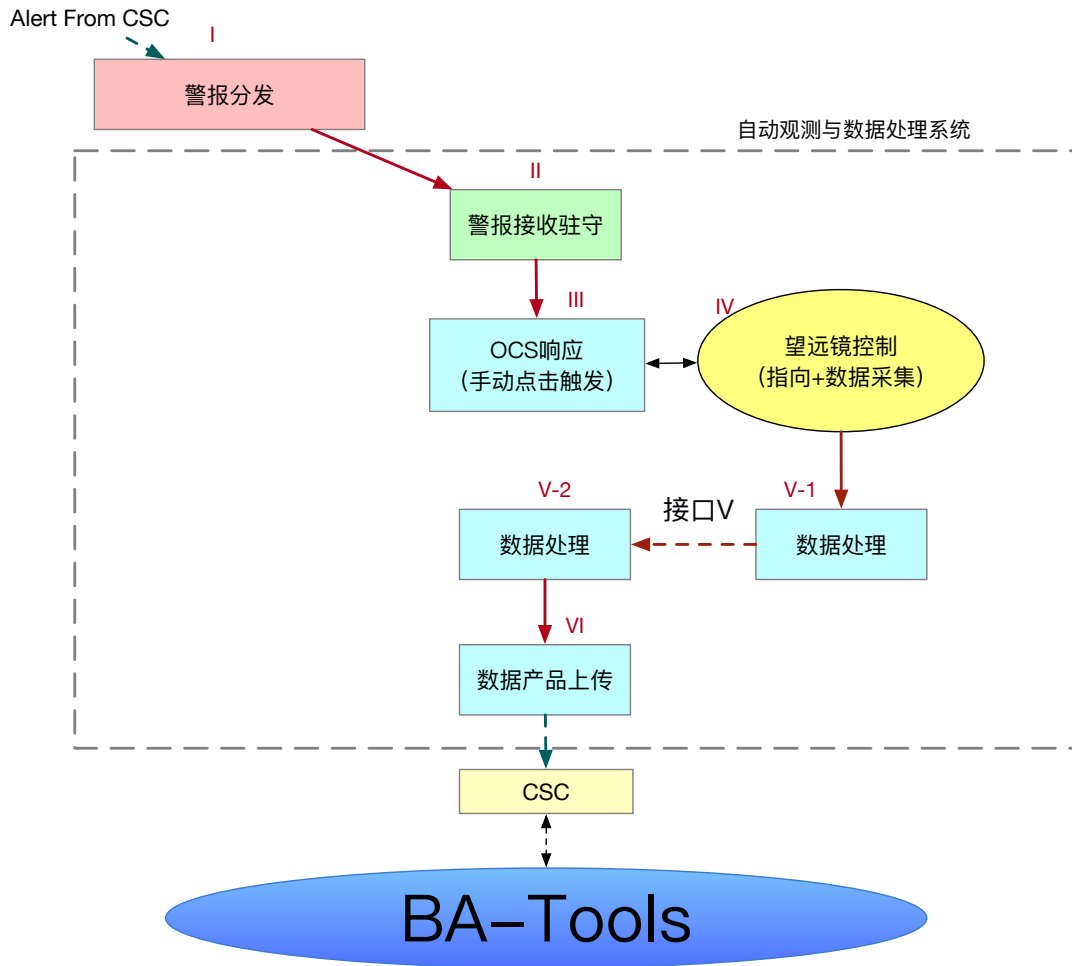 Alert From CSC
I
警报分发
自动观测与数据处理系统
II
警报接收驻守
III
OCS响应
（手动点击触发）
IV
望远镜控制
（指向+数据采集）
V-1
数据处理
接口V
V-2
数据处理
VI
数据产品上传
CSC
BA-Tools